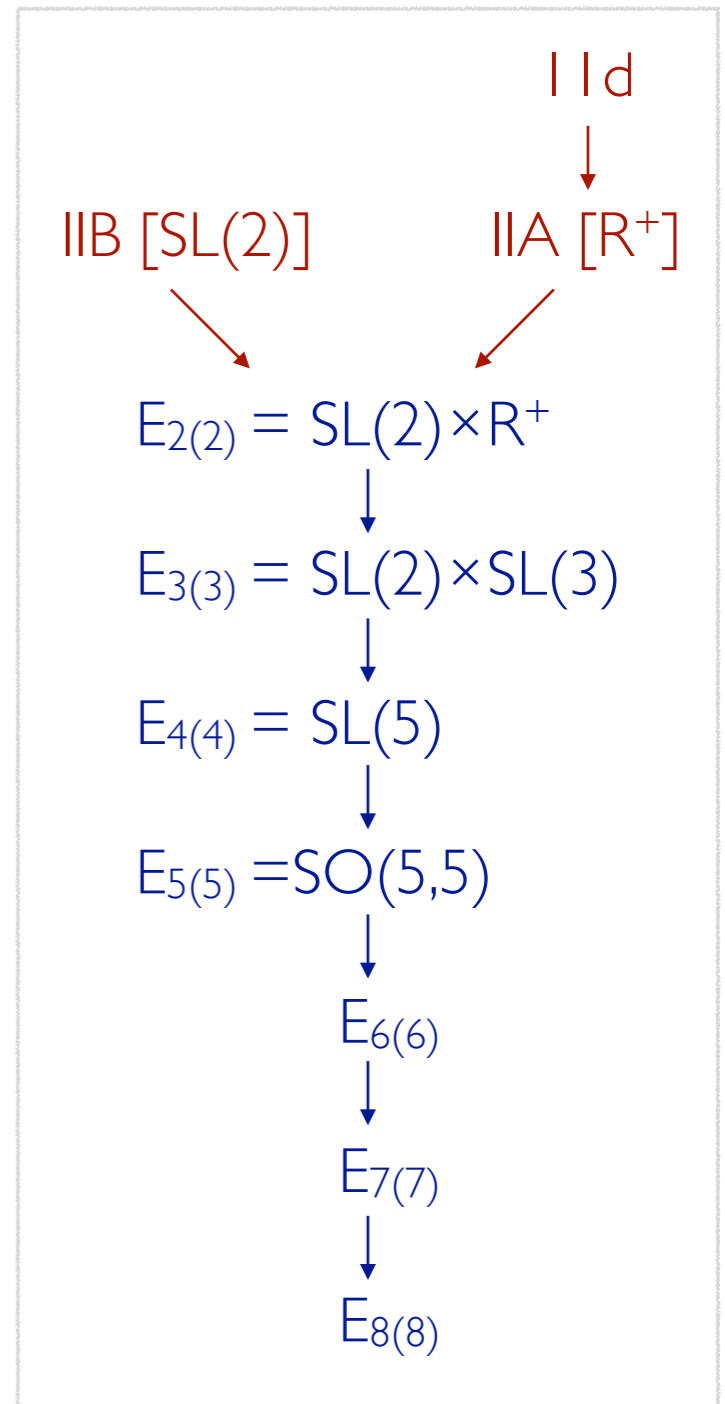 11d
IIB [SL(2)] IIA [R⁺]
E₂₍₂₎ = SL(2)×R⁺
E₃₍₃₎ = SL(2)×SL(3)
E₄₍₄₎ = SL(5)
E₅₍₅₎ =SO(5,5)
E₆₍₆₎
E₇₍₇₎
E₈₍₈₎